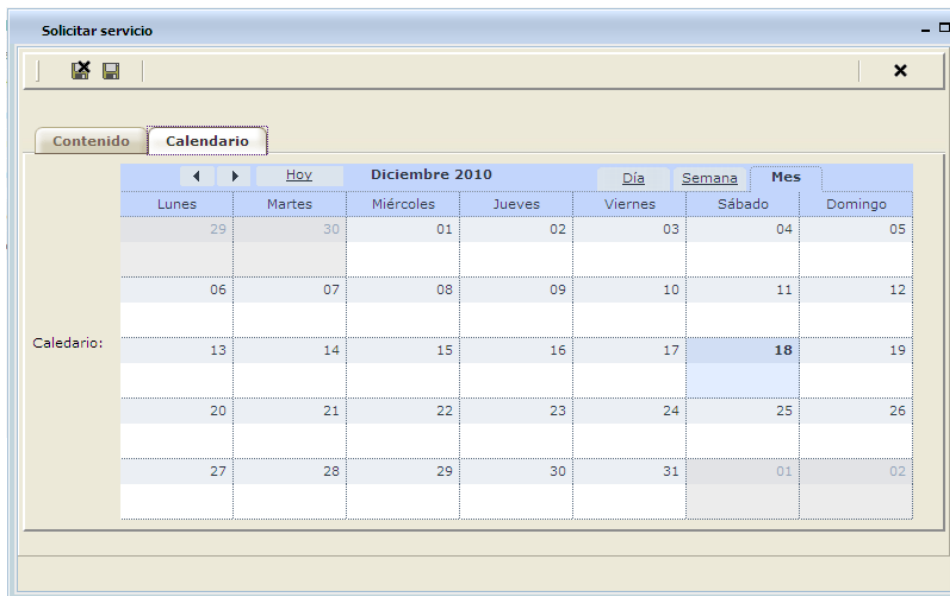 Solicitar servicio
Contenido Calendario
Hoy Diciembre 2010 Día Semana Mes
Lunes Martes Miércoles Jueves Viernes Sábado Domingo
29 30 01 02 03 04 05
06 07 08 09 10 11 12
Caledario:
13 14 15 16 17 18 19
20 21 22 23 24 25 26
27 28 29 30 31 01 02